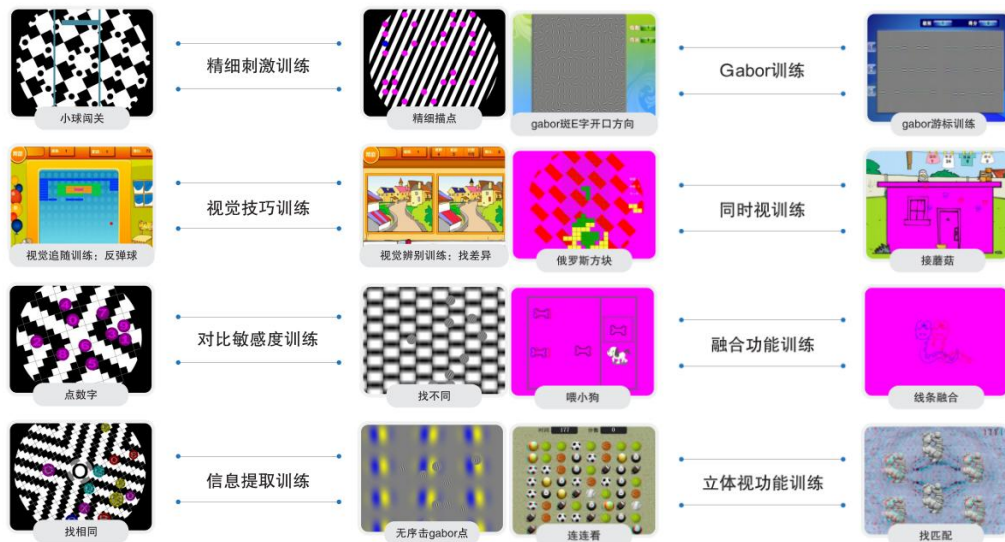 精细刺激训练
Gabor训练
小球闯关
精细描点
gabor斑E字开口方向
gabor游标训练
视觉技巧训练
同时视训练
视觉追随训练:反弹球
视觉辨别训练:找差异
俄罗斯方块
接蘑菇
对比敏感度训练
融合功能训练
点数字
找不同
喂小狗
线条融合
信息提取训练
立体视功能训练
找相同
无序击gabor点
连连看
找匹配